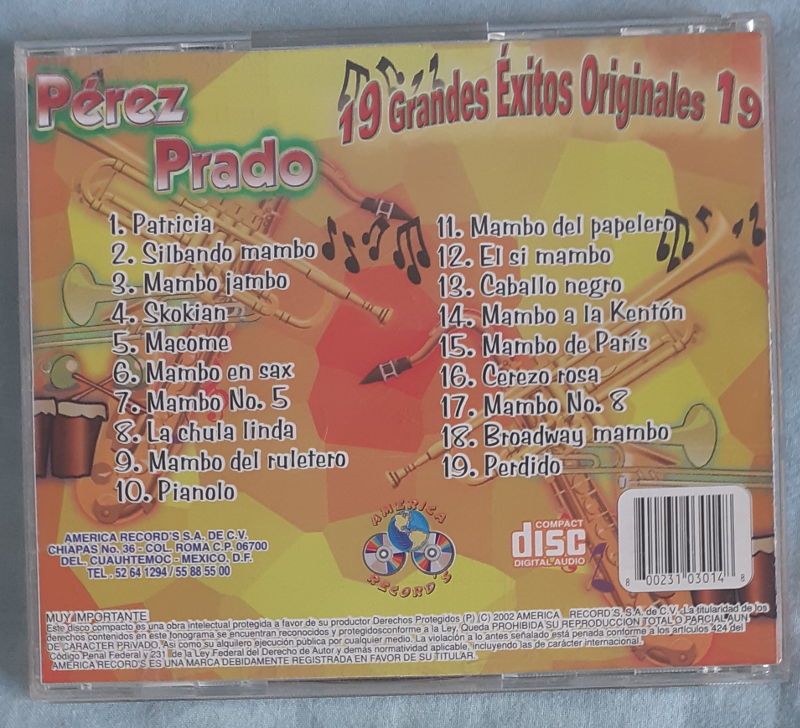 Pérez
Prado
19 Grandes Éxitos Originales 19
1. Patricia
2. Silbando mambo
3. Mambo jambo
4. Skokian
5. Macome
6. Mambo en sax
7. Mambo No. 5
8. La chula linda
9. Mambo del ruletero
10. Pianolo
11. Mambo del papelero
12. El si mambo
13. Caballo negro
14. Mambo a la Kentón
15. Mambo de París
16. Cerezo rosa
17. Mambo No. 8
18. Broadway mambo
19. Perdido
AMERICA RECORD'S S.A. DE C.V.
CHIAPAS No. 36 - COL. ROMA C.P. 06700
DEL. CUAUHTEMOC - MEXICO, D.F.
TEL. 52 64 1294 / 55 88 55 00
AMERICA
RECORD'S
COMPACT
disc
DIGITAL AUDIO
8 00231 03014 8
MUY IMPORTANTE
Este disco compacto es una obra intelectual protegida a favor de su productor Derechos Protegidos (P) (C) 2002 AMERICA RECORD'S, S.A. de C.V. La titularidad de los
derechos contenidos en este fonograma se encuentran reconocidos y protegidosconforme a la Ley. Queda PROHIBIDA SU REPRODUCCION TOTAL O PARCIAL AUN
DE CARACTER PRIVADO. Asi como su alquilero ejecución pública por cualquier medio. La violación a lo antes señalado está penada conforme a los artículos 424 del
Código Penal Federal y 231 de la Ley Federal del Derecho de Autor y demás normatividad aplicable, incluyendo las de carácter internacional.
AMERICA RECORD'S ES UNA MARCA DEBIDAMENTE REGISTRADA EN FAVOR DE SU TITULAR.